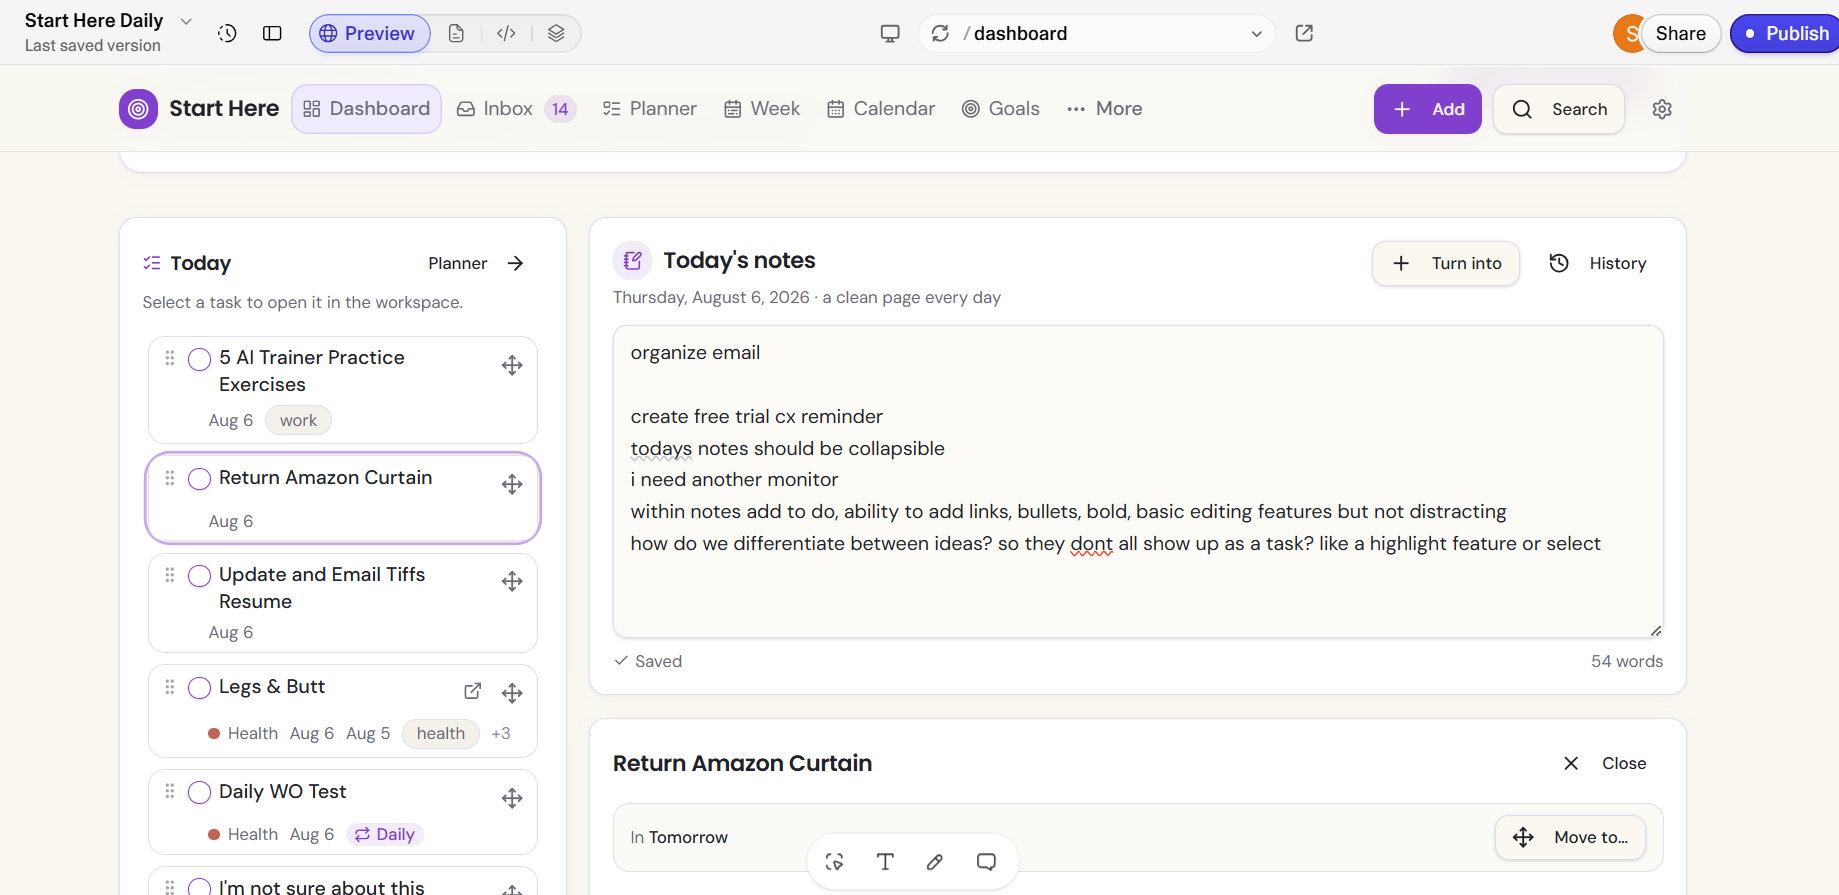 Start Here Daily
Last saved version
Preview
/ dashboard
S
Share
Publish
Start Here
Dashboard
Inbox 14
Planner
Week
Calendar
Goals
More
Add
Search
Today
Planner
Select a task to open it in the workspace.
5 AI Trainer Practice
Exercises
Aug 6 work
Return Amazon Curtain
Aug 6
Update and Email Tiffs
Resume
Aug 6
Legs & Butt
Health Aug 6 Aug 5 health +3
Daily WO Test
Health Aug 6 Daily
I'm not sure about this
Today's notes
Turn into
History
Thursday, August 6, 2026 · a clean page every day
organize email
create free trial cx reminder
todays notes should be collapsible
i need another monitor
within notes add to do, ability to add links, bullets, bold, basic editing features but not distracting
how do we differentiate between ideas? so they dont all show up as a task? like a highlight feature or select
Saved
54 words
Return Amazon Curtain
Close
In Tomorrow
Move to...